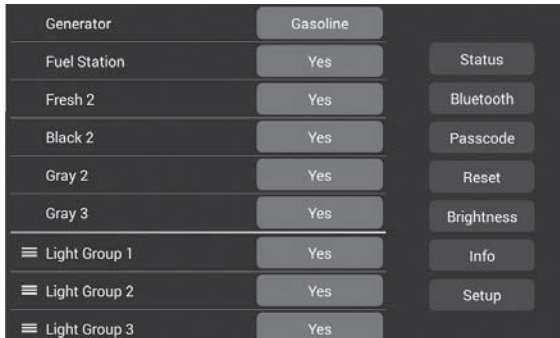 Generator Gasoline
Fuel Station Yes Status
Fresh 2 Yes Bluetooth
Black 2 Yes Passcode
Gray 2 Yes Reset
Gray 3 Yes Brightness
Light Group 1 Yes Info
Light Group 2 Yes Setup
Light Group 3 Yes